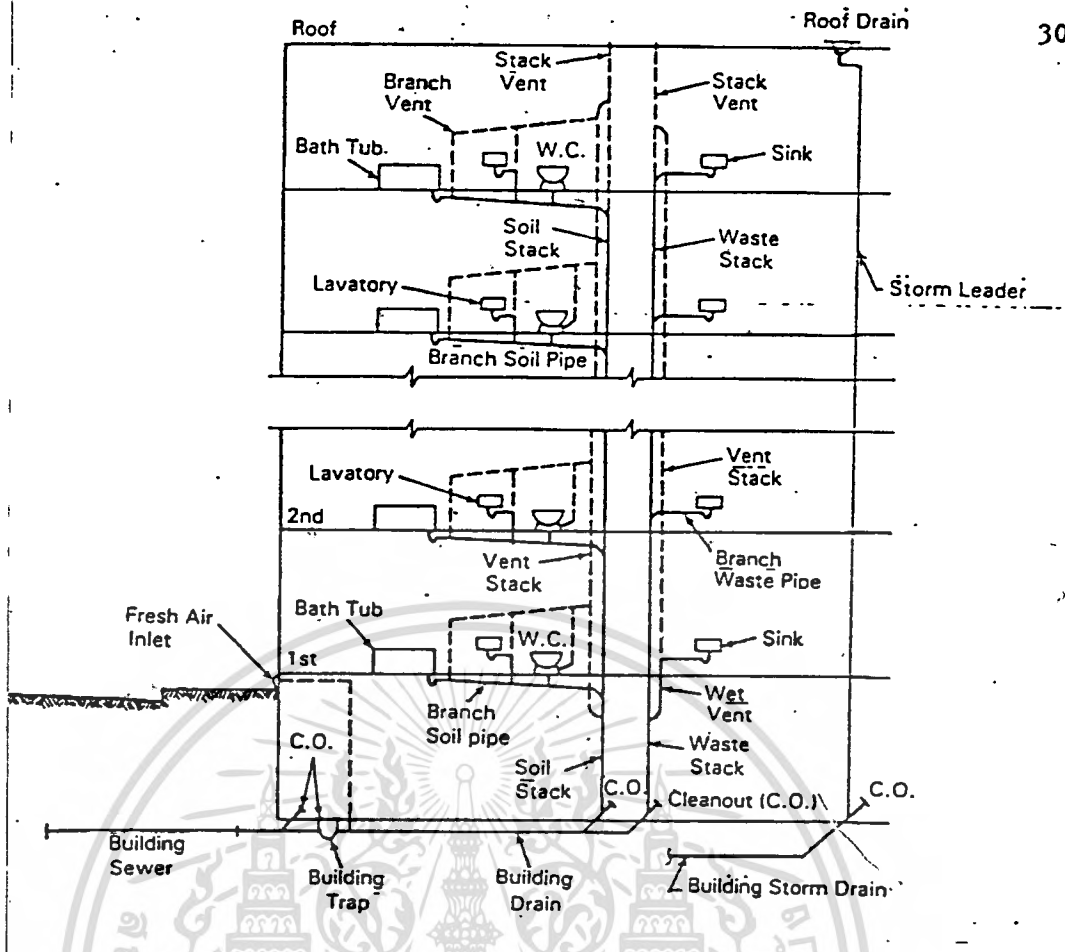 Roof
Roof Drain
30
Stack
Vent
Branch
Vent
Stack
Vent
Bath Tub.
W.C.
Sink
Soil
Stack
Waste
Stack
Lavatory
Storm Leader
Branch Soil Pipe
Lavatory
Vent
Stack
2nd
Vent
Stack
Branch
Waste Pipe
Fresh Air
Inlet
Bath Tub
W.C.
Sink
1st
Branch
Soil pipe
Wet
Vent
C.O.
Soil
Stack
Waste
Stack
C.O.
Cleanout (C.O.)
C.O.
Building
Sewer
Building
Trap
Building
Drain
Building Storm Drain